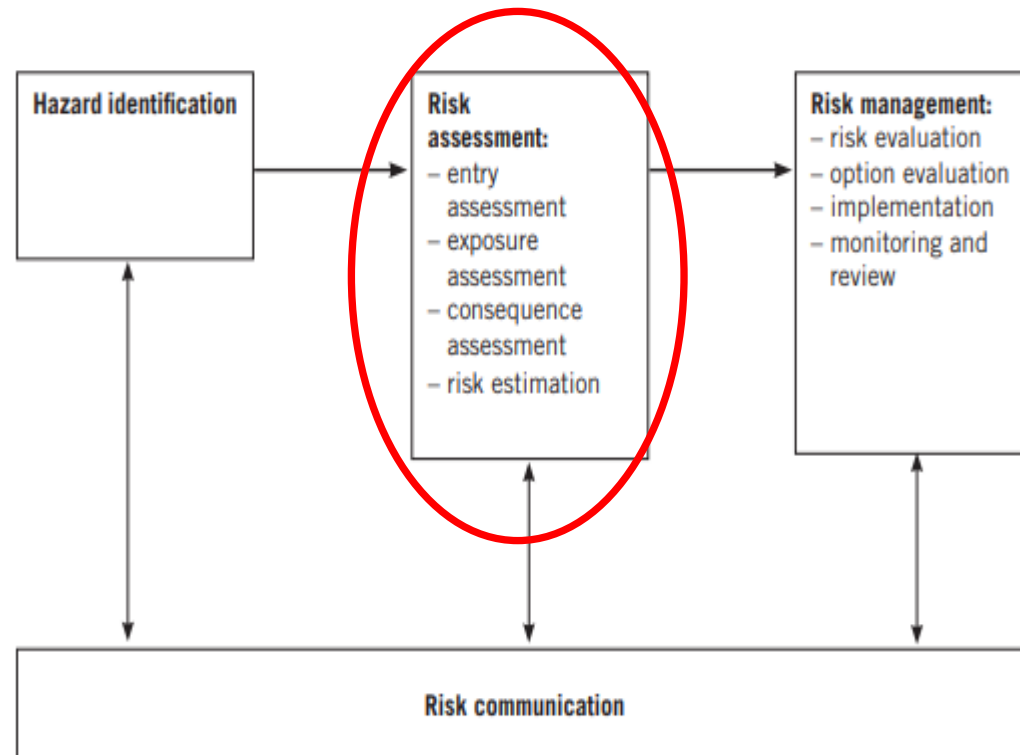 Hazard identification
Risk
assessment:
– entry
assessment
– exposure
assessment
– consequence
assessment
– risk estimation
Risk management:
– risk evaluation
– option evaluation
– implementation
– monitoring and
review
Risk communication